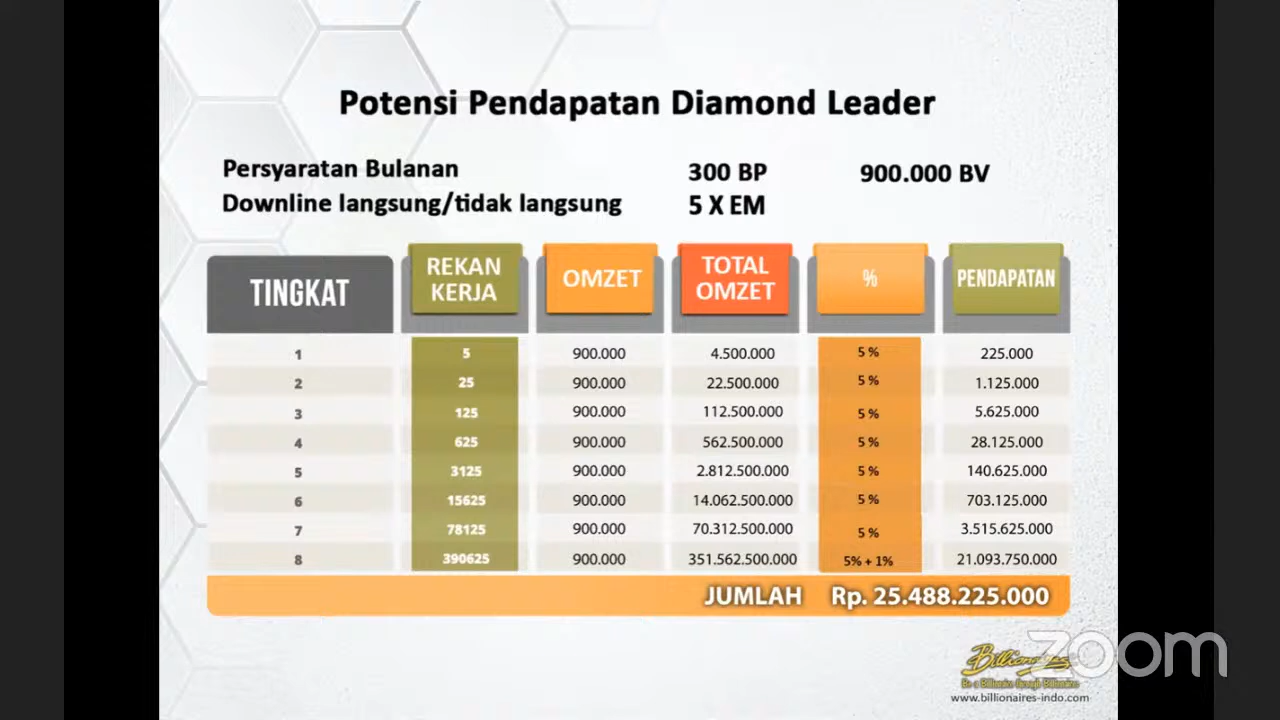 Potensi Pendapatan Diamond Leader
Persyaratan Bulanan 300 BP 900.000 BV
Downline langsung/tidak langsung 5 X EM
TINGKAT REKAN KERJA OMZET TOTAL OMZET % PENDAPATAN
1 5 900.000 4.500.000 5 % 225.000
2 25 900.000 22.500.000 5 % 1.125.000
3 125 900.000 112.500.000 5 % 5.625.000
4 625 900.000 562.500.000 5 % 28.125.000
5 3125 900.000 2.812.500.000 5 % 140.625.000
6 15625 900.000 14.062.500.000 5 % 703.125.000
7 78125 900.000 70.312.500.000 5 % 3.515.625.000
8 390625 900.000 351.562.500.000 5% + 1% 21.093.750.000
JUMLAH Rp. 25.488.225.000
zoom
Be a Billionaire through Billionaires
www.billionaires-indo.com